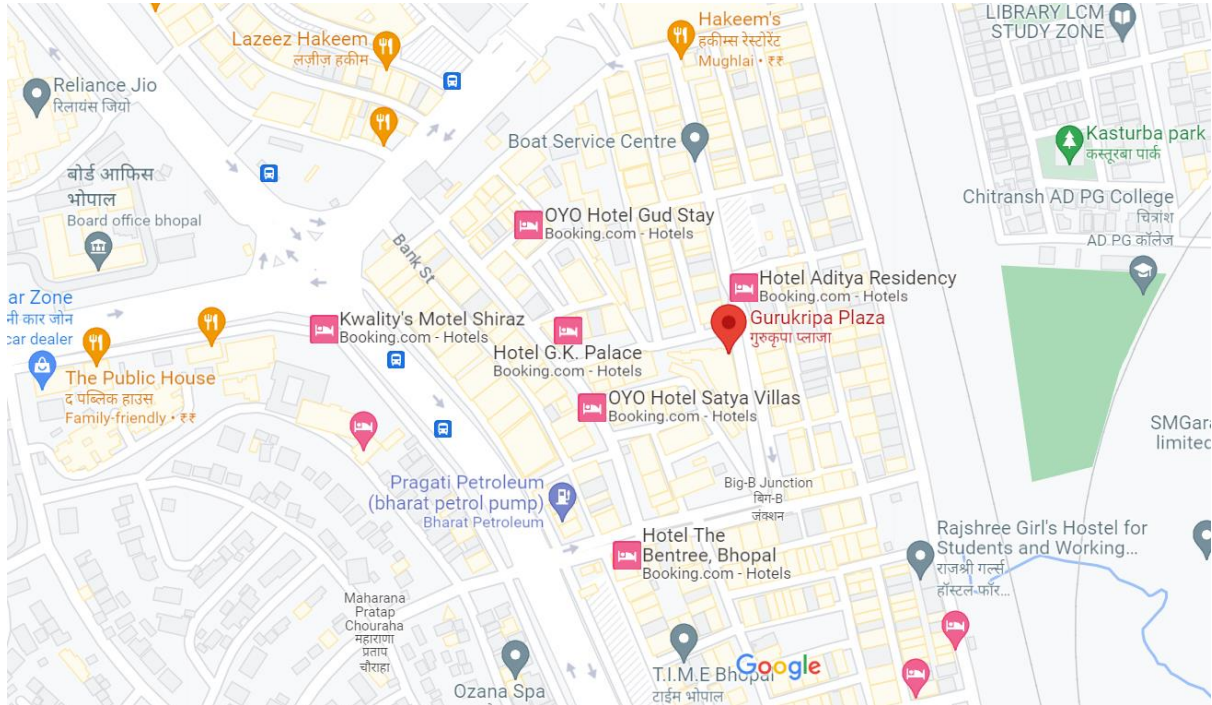 Hakeem's
हकीम्स रेस्टोरेंट
Mughlai • ₹₹
LIBRARY LCM
STUDY ZONE
Lazeez Hakeem
लज़ीज़ हकीम
Reliance Jio
रिलायंस जियो
Boat Service Centre
Kasturba park
कस्तूरबा पार्क
बोर्ड आफिस
भोपाल
Board office bhopal
Chitransh AD PG College
चित्रांश
AD PG कॉलेज
OYO Hotel Gud Stay
Booking.com - Hotels
Bank St
Hotel Aditya Residency
Booking.com - Hotels
ar Zone
नी कार जोन
car dealer
Kwality's Motel Shiraz
Booking.com - Hotels
Gurukripa Plaza
गुरुकृपा प्लाजा
Hotel G.K. Palace
Booking.com - Hotels
The Public House
द पब्लिक हाउस
Family-friendly • ₹₹
OYO Hotel Satya Villas
Booking.com - Hotels
SMGara
limited
Pragati Petroleum
(bharat petrol pump)
Bharat Petroleum
Big-B Junction
बिग-B
जंक्शन
Hotel The
Bentree, Bhopal
Booking.com - Hotels
Rajshree Girl's Hostel for
Students and Working...
राजश्री गर्ल्स
हॉस्टल फॉर...
Maharana
Pratap
Chouraha
महाराणा
प्रताप
चौराहा
T.I.M.E Bhopal
टाईम भोपाल
Google
Ozana Spa